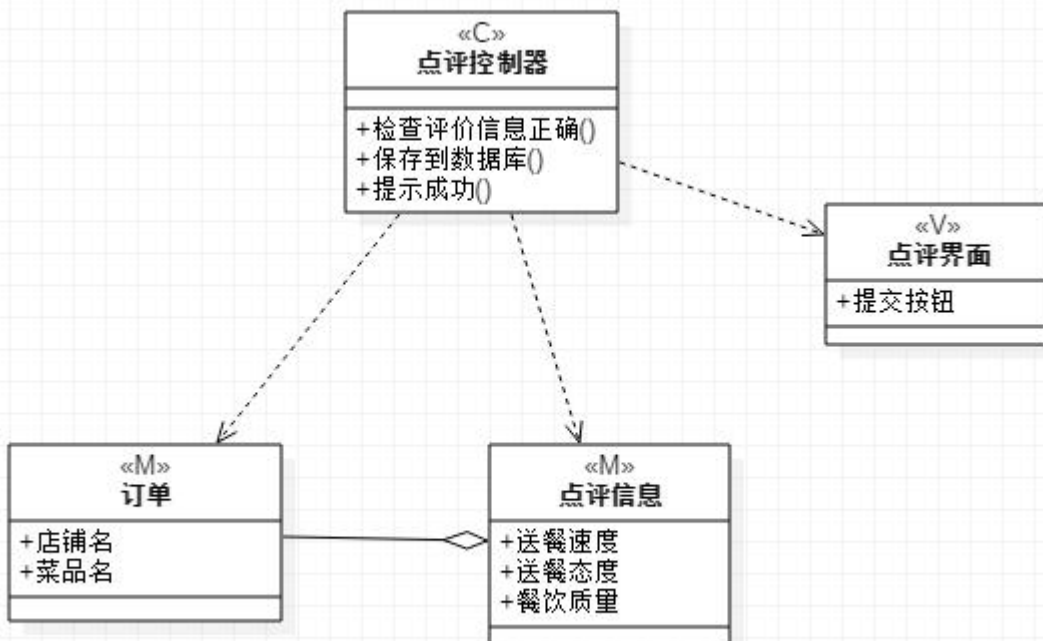 «C»
点评控制器
+检查评价信息正确()
+保存到数据库()
+提示成功()
«V»
点评界面
+提交按钮
«M»
订单
+店铺名
+菜品名
«M»
点评信息
+送餐速度
+送餐态度
+餐饮质量